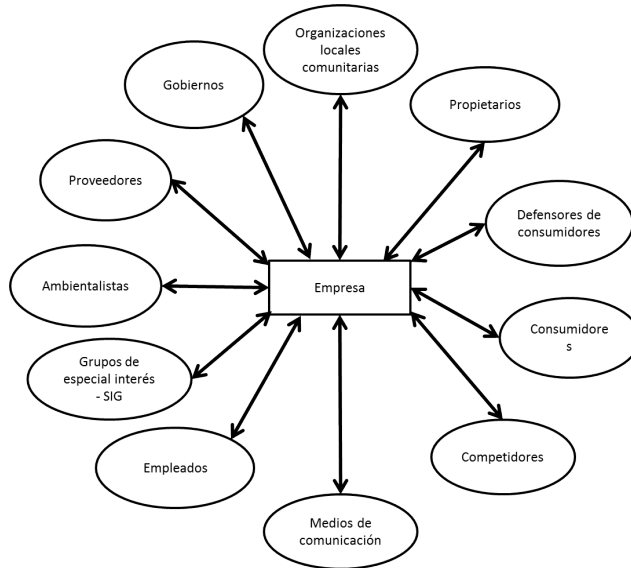 Organizaciones
locales
comunitarias
Gobiernos
Propietarios
Proveedores
Defensores de
consumidores
Ambientalistas
Empresa
Consumidore
s
Grupos de
especial interés
- SIG
Empleados
Competidores
Medios de
comunicación